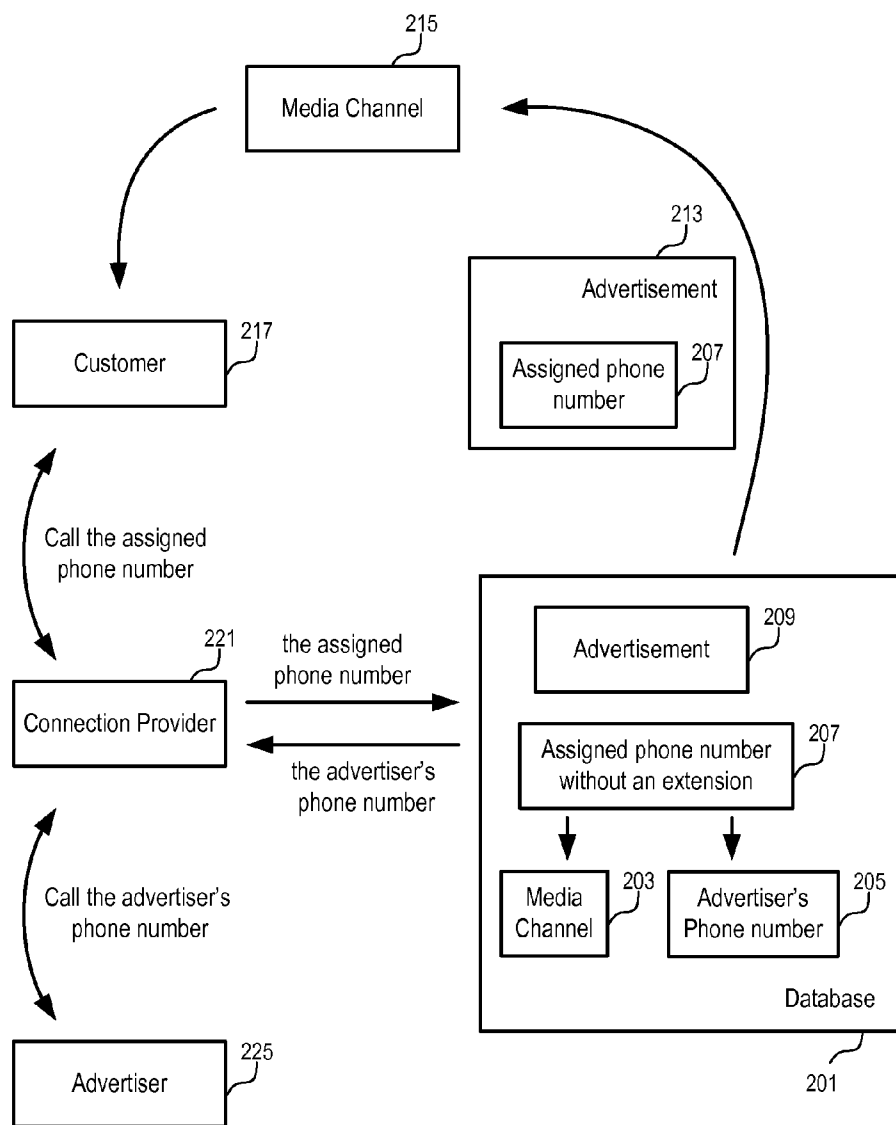 215
Media Channel
213
Advertisement
207
Assigned phone
number
217
Customer
Call the assigned
phone number
221
Connection Provider
the assigned
phone number
the advertiser's
phone number
209
Advertisement
207
Assigned phone number
without an extension
203
Media
Channel
205
Advertiser's
Phone number
Database
201
Call the advertiser's
phone number
225
Advertiser